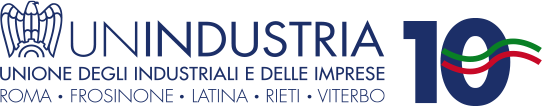 UNINDUSTRIA 10
UNIONE DEGLI INDUSTRIALI E DELLE IMPRESE
ROMA • FROSINONE • LATINA • RIETI • VITERBO